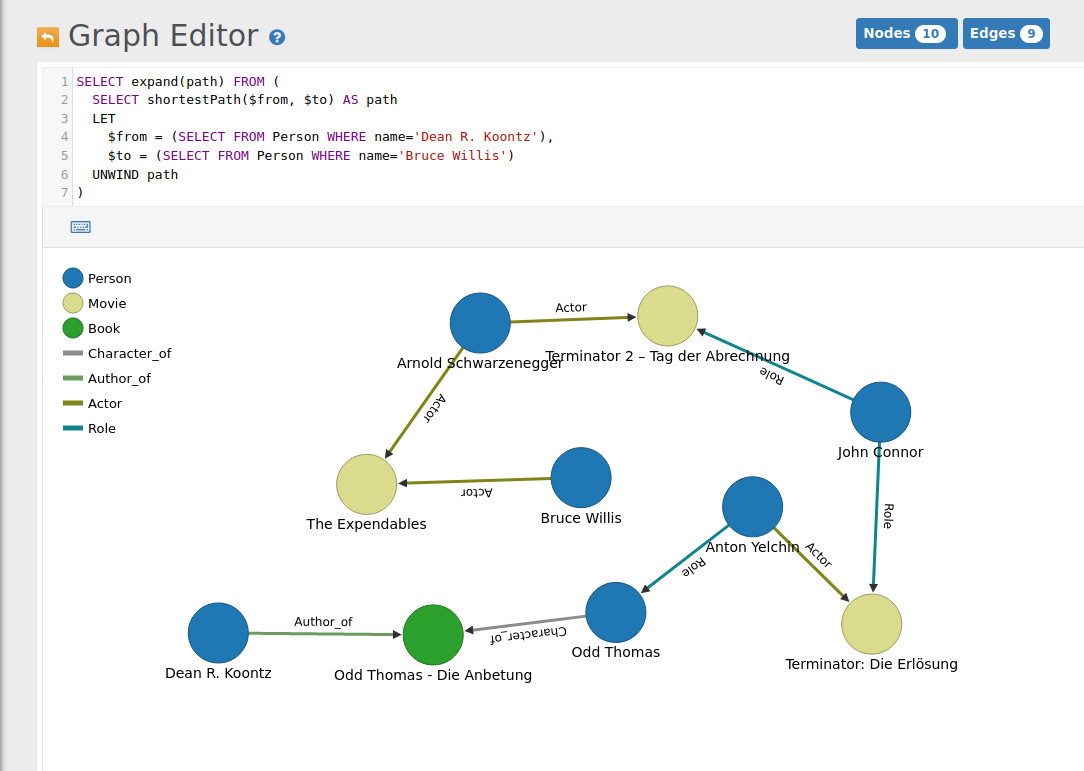 Graph Editor ?
Nodes 10 Edges 9
1 SELECT expand(path) FROM (
2 SELECT shortestPath($from, $to) AS path
3 LET
4 $from = (SELECT FROM Person WHERE name='Dean R. Koontz'),
5 $to = (SELECT FROM Person WHERE name='Bruce Willis')
6 UNWIND path
7 )
Person
Movie
Book
Character_of
Author_of
Actor
Role
Actor
Arnold Schwarzenegger
Terminator 2 – Tag der Abrechnung
Role
Actor
John Connor
Actor
The Expendables
Bruce Willis
Role
Anton Yelchin
Actor
Role
Author_of
Character_of
Odd Thomas
Dean R. Koontz
Odd Thomas - Die Anbetung
Terminator: Die Erlösung